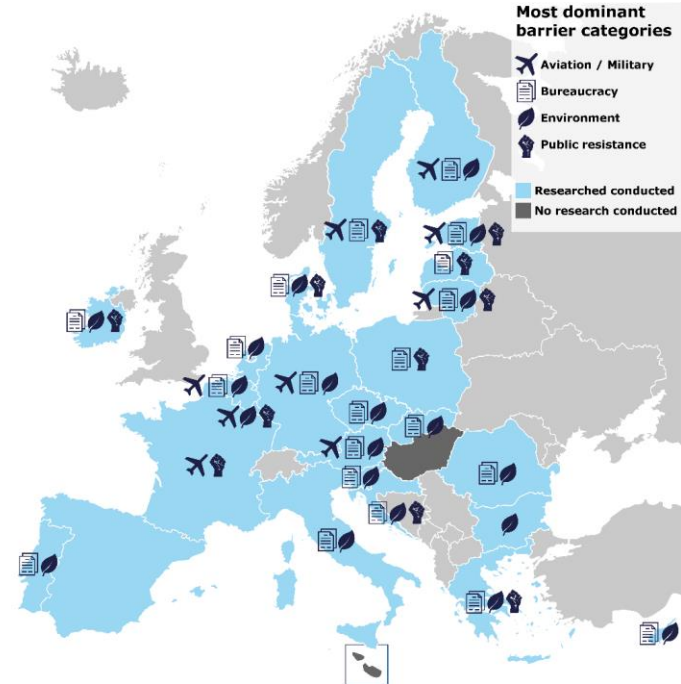 Most dominant
barrier categories
Aviation / Military
Bureaucracy
Environment
Public resistance
Researched conducted
No research conducted